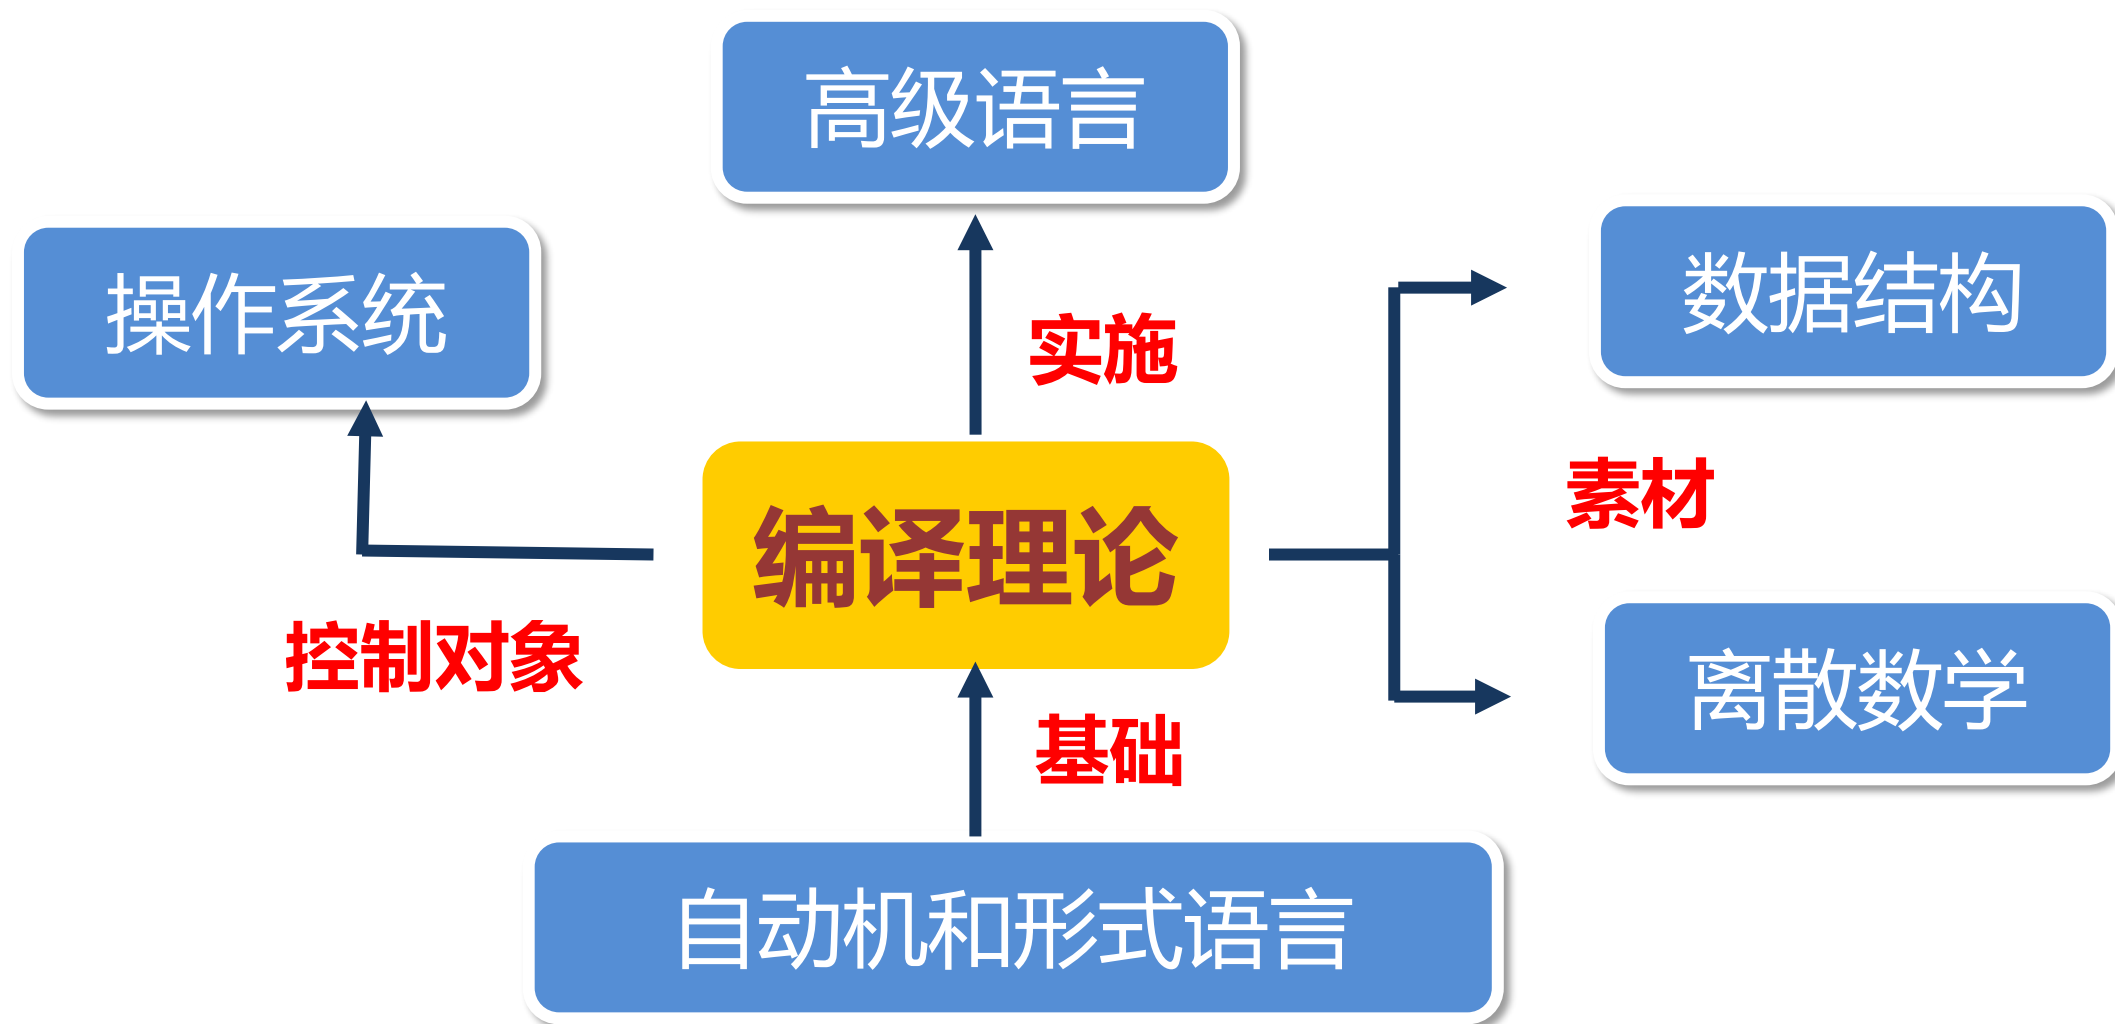 高级语言
操作系统
数据结构
实施
素材
编译理论
控制对象
离散数学
基础
自动机和形式语言